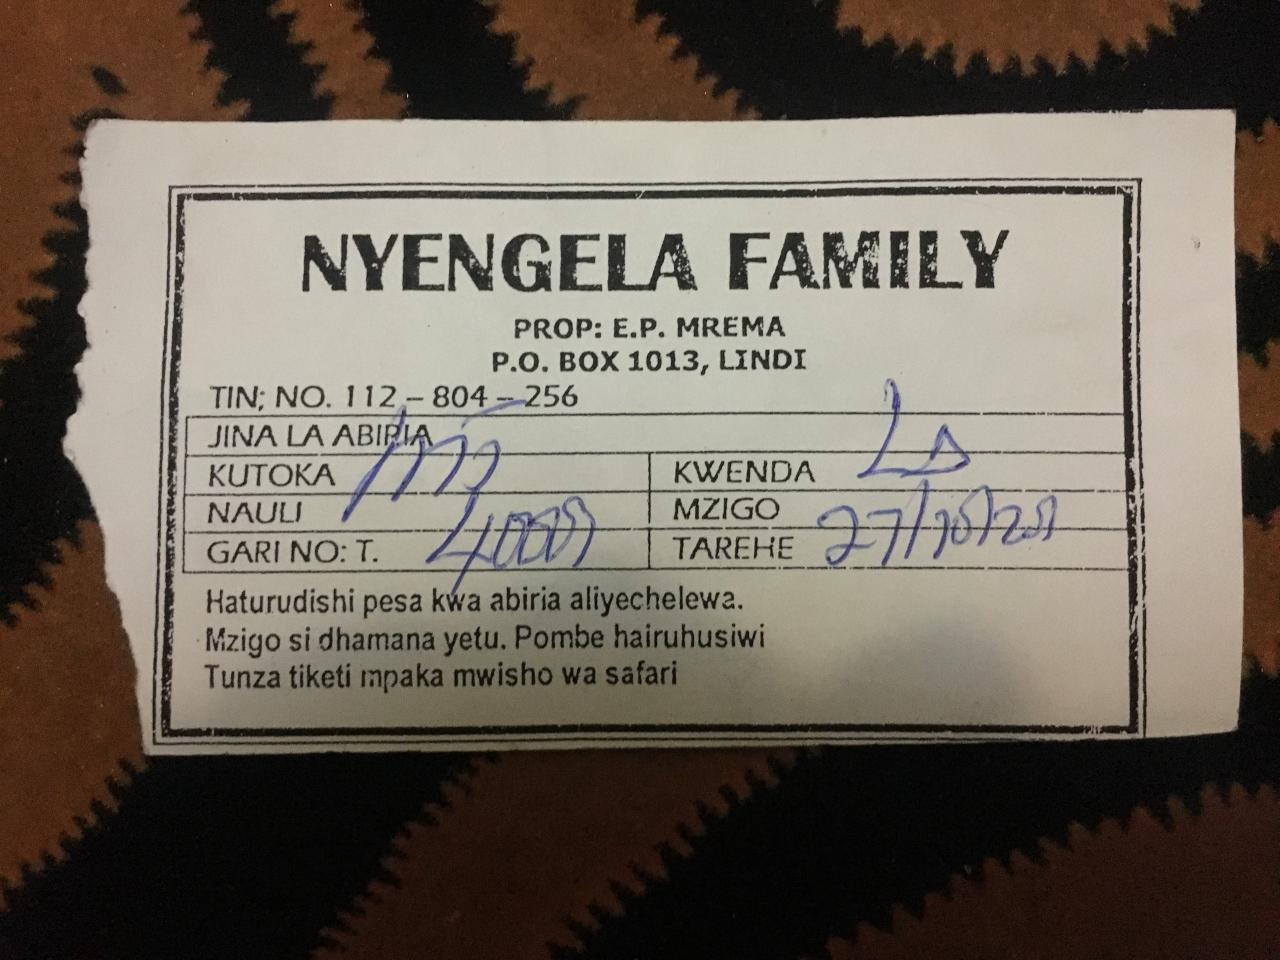 NYENGELA FAMILY
PROP: E.P. MREMA
P.O. BOX 1013, LINDI
TIN; NO. 112 – 804 – 256
JINA LA ABIRIA
KUTOKA
KWENDA
NAULI
MZIGO
GARI NO: T.
TAREHE
Haturudishi pesa kwa abiria aliyechelewa.
Mzigo si dhamana yetu. Pombe hairuhusiwi
Tunza tiketi mpaka mwisho wa safari